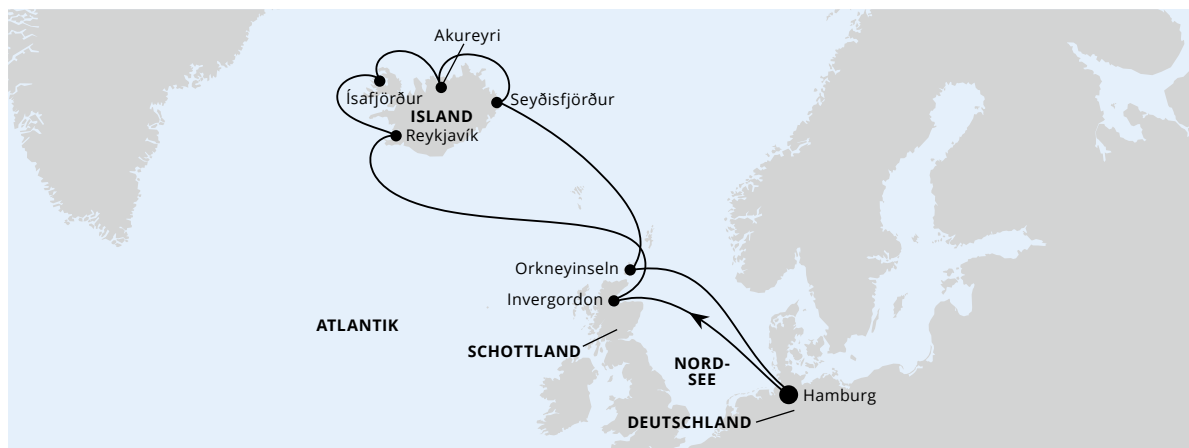 Akureyri
Ísafjörður
Seyðisfjörður
ISLAND
Reykjavík
Orkneyinseln
Invergordon
ATLANTIK
SCHOTTLAND
NORD-
SEE
Hamburg
DEUTSCHLAND